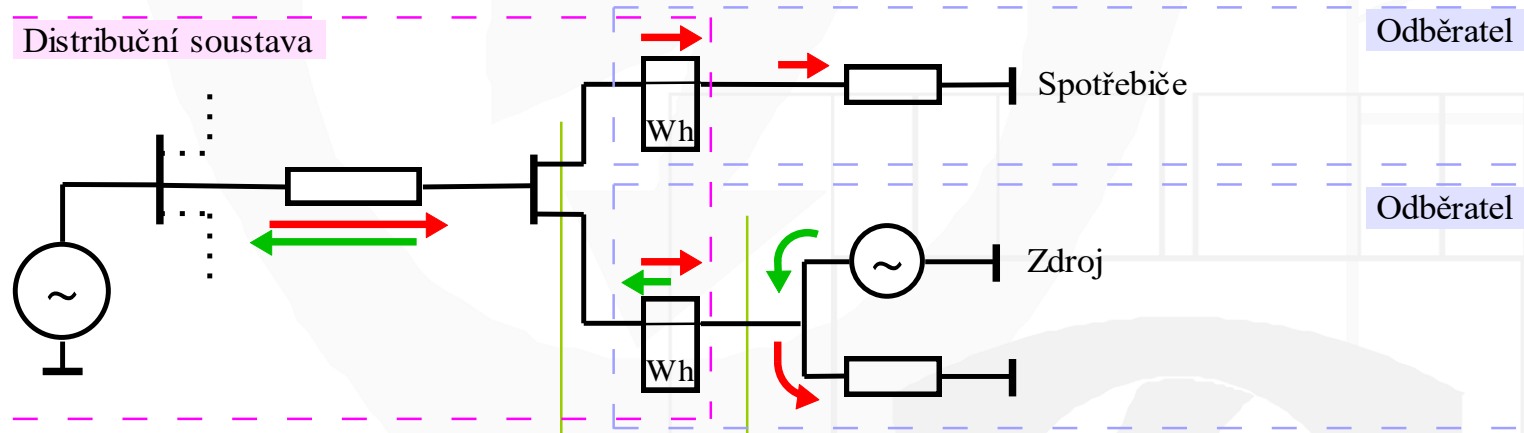 Distribuční soustava
Odběratel
Wh
Spotřebiče
Odběratel
~
~
Zdroj
Wh